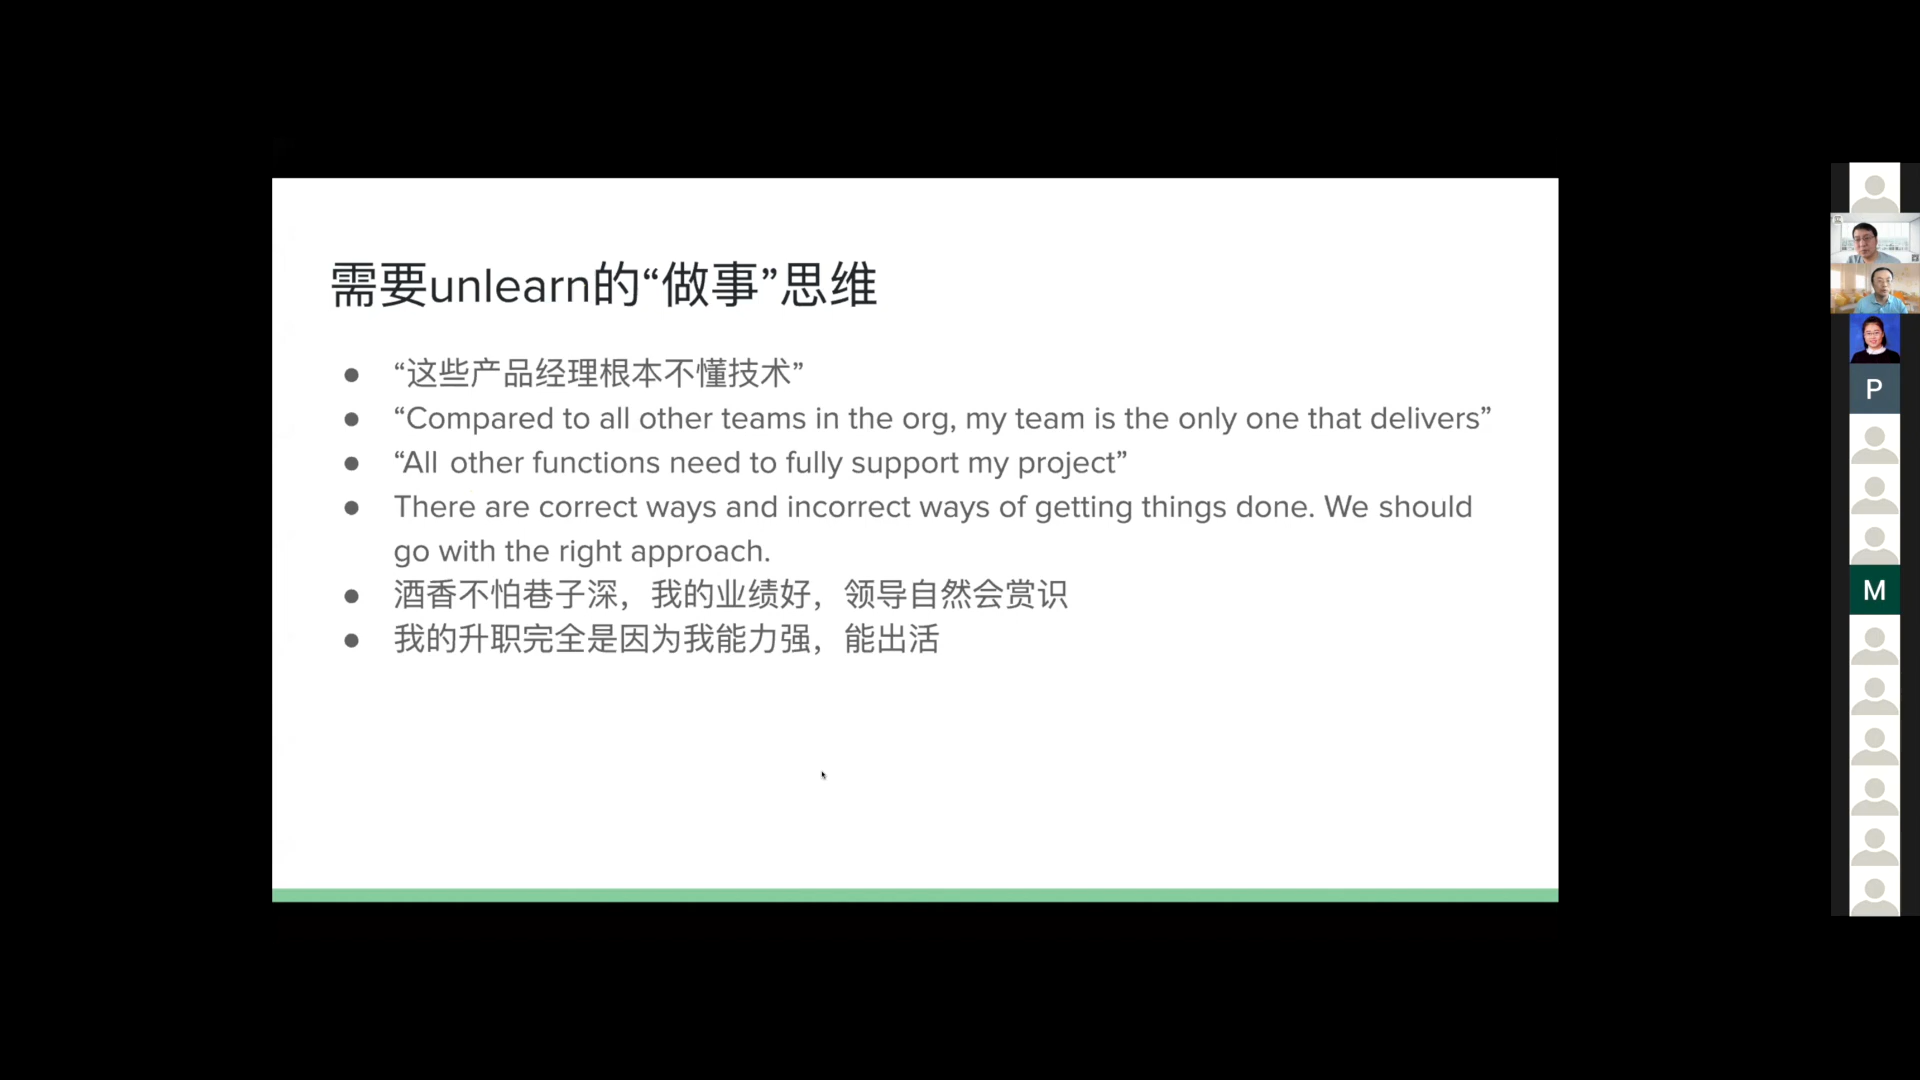 需要unlearn的“做事”思维
● “这些产品经理根本不懂技术”
● “Compared to all other teams in the org, my team is the only one that delivers”
● “All other functions need to fully support my project”
● There are correct ways and incorrect ways of getting things done. We should
go with the right approach.
● 酒香不怕巷子深，我的业绩好，领导自然会赏识
● 我的升职完全是因为我能力强，能出活
P
M